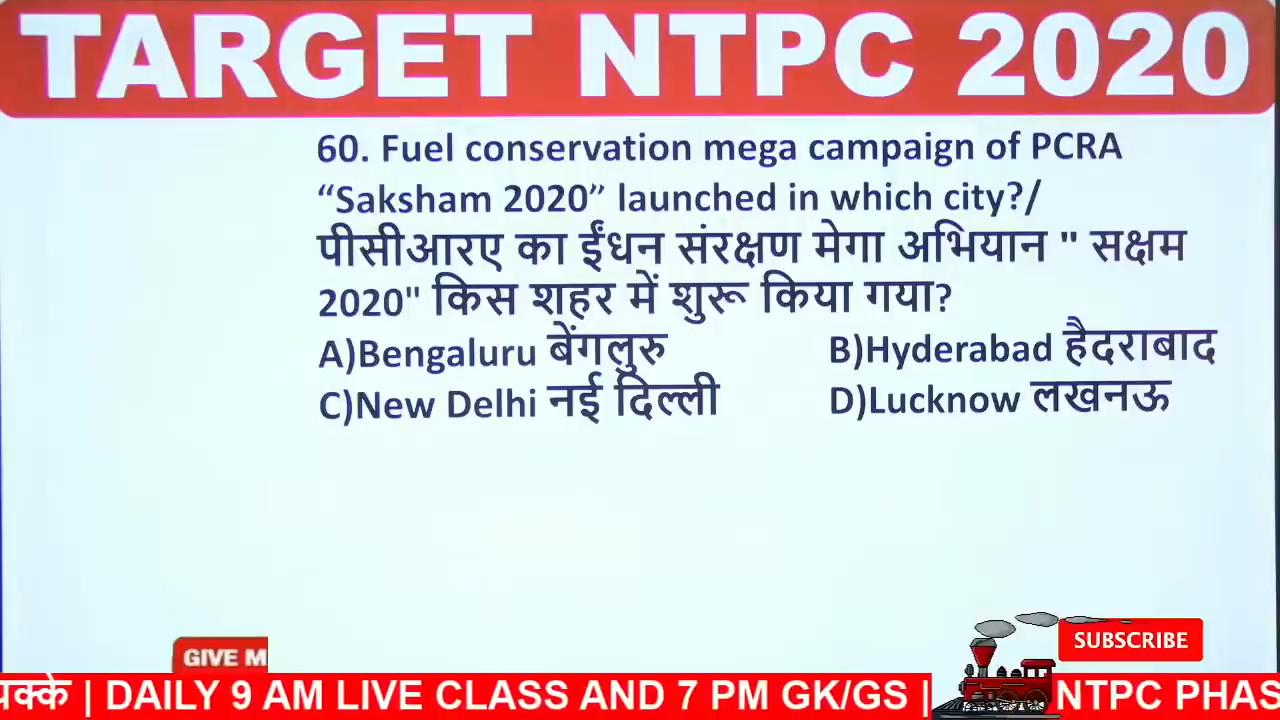 TARGET NTPC 2020
60. Fuel conservation mega campaign of PCRA
“Saksham 2020” launched in which city?/
पीसीआरए का ईंधन संरक्षण मेगा अभियान " सक्षम
2020" किस शहर में शुरू किया गया?
A)Bengaluru बेंगलुरु B)Hyderabad हैदराबाद
C)New Delhi नई दिल्ली D)Lucknow लखनऊ
SUBSCRIBE
GIVE M
| DAILY 9 AM LIVE CLASS AND 7 PM GK/GS | NTPC PHAS